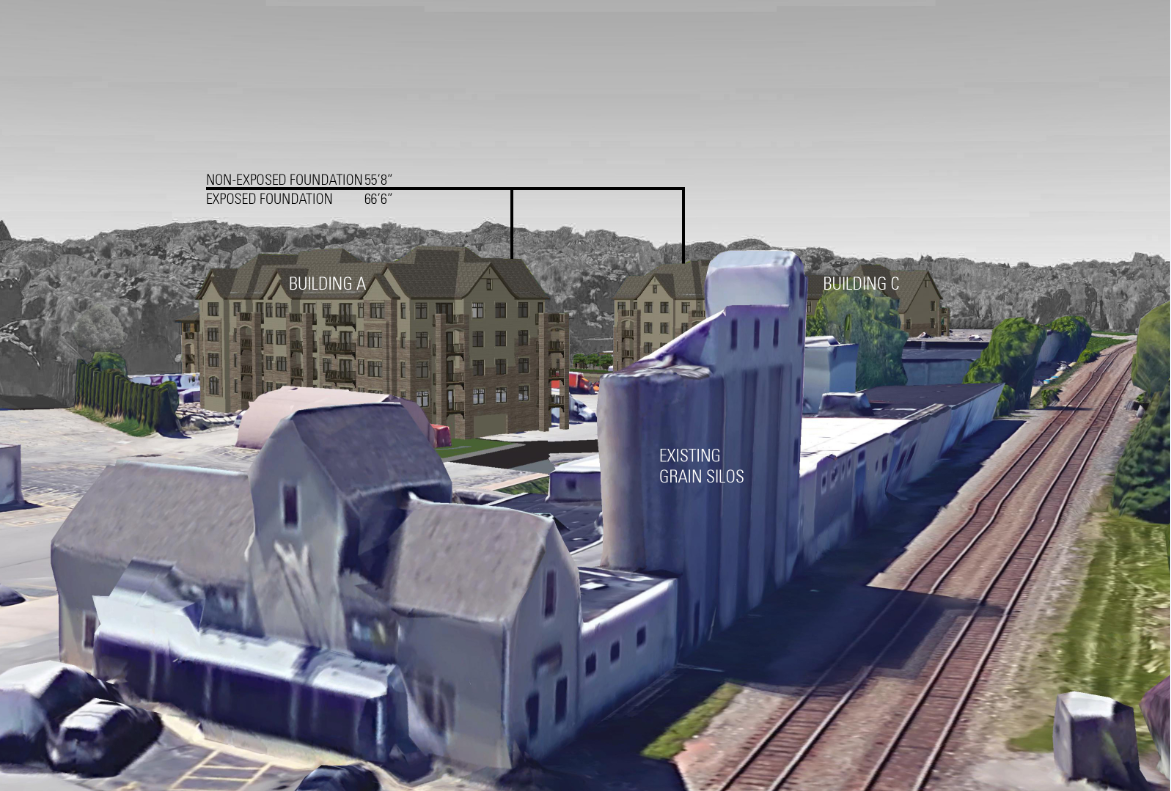 NON-EXPOSED FOUNDATION 55'8"
EXPOSED FOUNDATION 66'6"
BUILDING A
BUILDING C
EXISTING
GRAIN SILOS